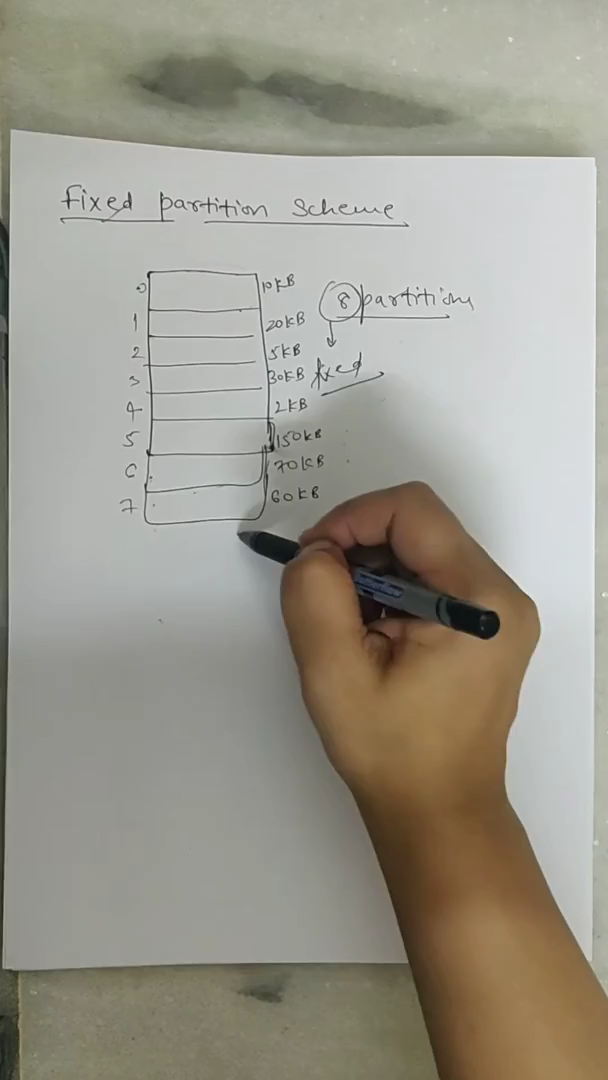 Fixed partition scheme
0 10KB
8 partitions
1 20KB
2 5KB
3 30KB fixed
4 2KB
5 150KB
6 70KB
7 60KB